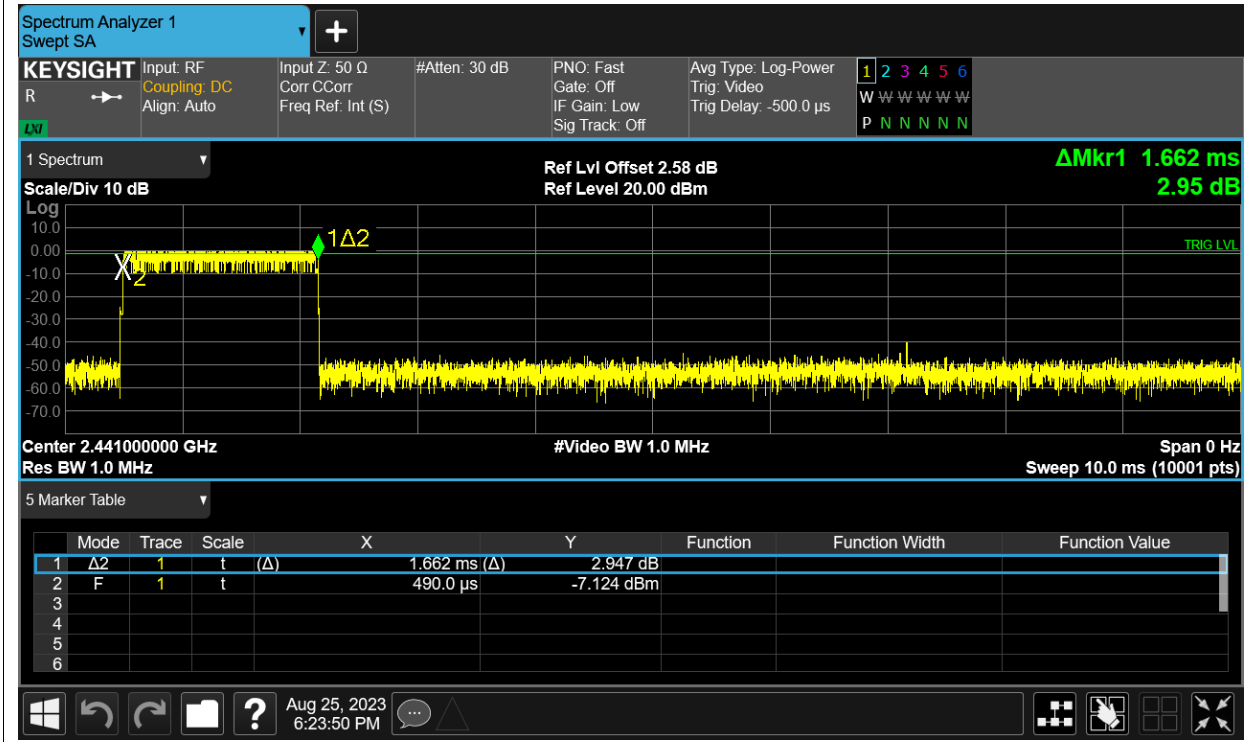 Spectrum Analyzer 1
Swept SA
KEYSIGHT
R
LXI
Input: RF
Coupling: DC
Align: Auto
Input Z: 50 Ω
Corr CCorr
Freq Ref: Int (S)
#Atten: 30 dB
PNO: Fast
Gate: Off
IF Gain: Low
Sig Track: Off
Avg Type: Log-Power
Trig: Video
Trig Delay: -500.0 µs
1 2 3 4 5 6
W W W W W W
P N N N N N
1 Spectrum
Scale/Div 10 dB
Ref Lvl Offset 2.58 dB
Ref Level 20.00 dBm
ΔMkr1 1.662 ms
2.95 dB
Log
10.0
0.00
-10.0
-20.0
-30.0
-40.0
-50.0
-60.0
-70.0
1Δ2
X2
TRIG LVL
Center 2.441000000 GHz
Res BW 1.0 MHz
#Video BW 1.0 MHz
Span 0 Hz
Sweep 10.0 ms (10001 pts)
5 Marker Table
Mode Trace Scale X Y Function Function Width Function Value
1 Δ2 1 t (Δ) 1.662 ms (Δ) 2.947 dB
2 F 1 t 490.0 µs -7.124 dBm
3
4
5
6
?
Aug 25, 2023
6:23:50 PM